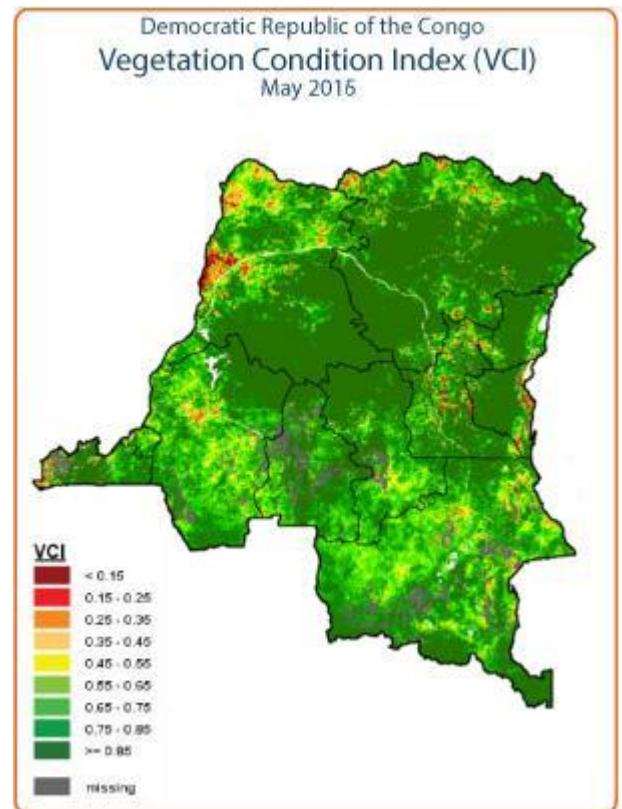 Democratic Republic of the Congo
Vegetation Condition Index (VCI)
May 2015
VCI
< 0.15
0.15 - 0.25
0.25 - 0.35
0.35 - 0.45
0.45 - 0.55
0.55 - 0.65
0.65 - 0.75
0.75 - 0.85
>= 0.85
missing